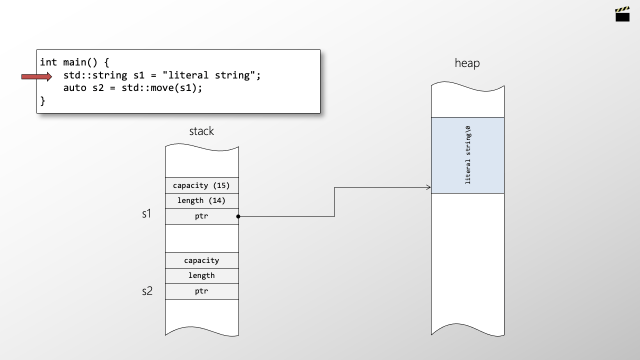 int main() {
std::string s1 = "literal string";
auto s2 = std::move(s1);
}
heap
stack
literal string\0
capacity (15)
length (14)
s1
ptr
capacity
length
s2
ptr